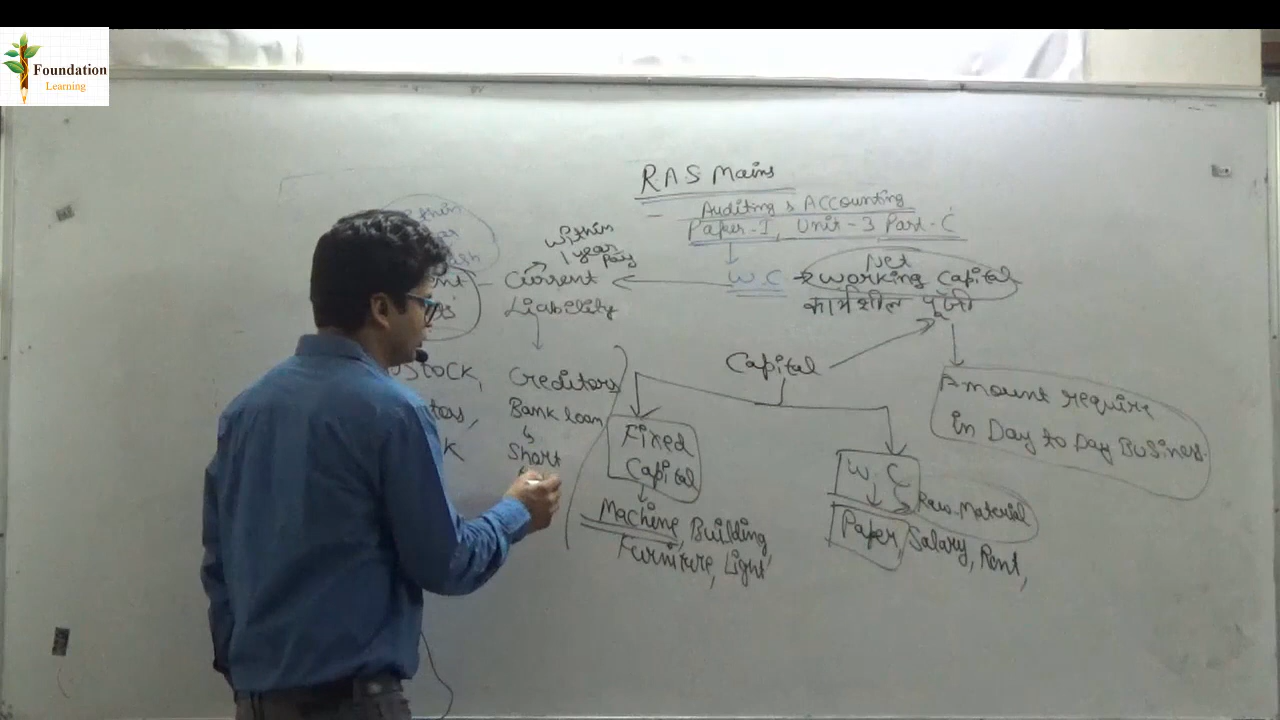 Foundation
Learning
RAS Mains
Auditing & Accounting
Paper-I, Unit-3 Part-C
W.C → Net
Working Capital
कार्यशील पूँजी
Within
1 year
Pay
Current
Liability
Creditors
Bank loan
Short
Stock,
Capital
Fixed
Capital
Machine, Building
Furniture, Light
W.C
Raw Material
Paper, Salary, Rent,
Amount require
in Day to Day Business.